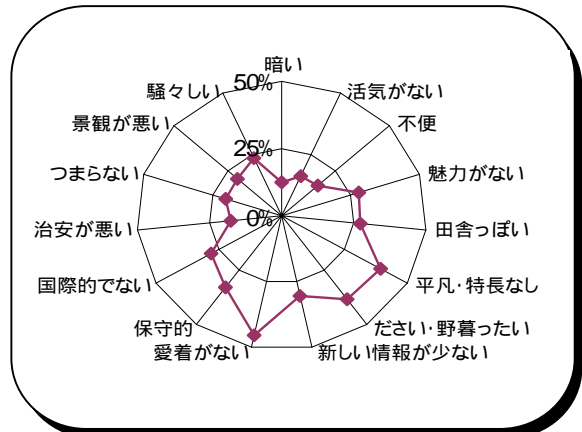 暗い
50%
騒々しい
活気がない
景観が悪い
不便
25%
つまらない
魅力がない
治安が悪い
0%
田舎っぽい
国際的でない
平凡・特長なし
保守的
ださい・野暮ったい
愛着がない
新しい情報が少ない